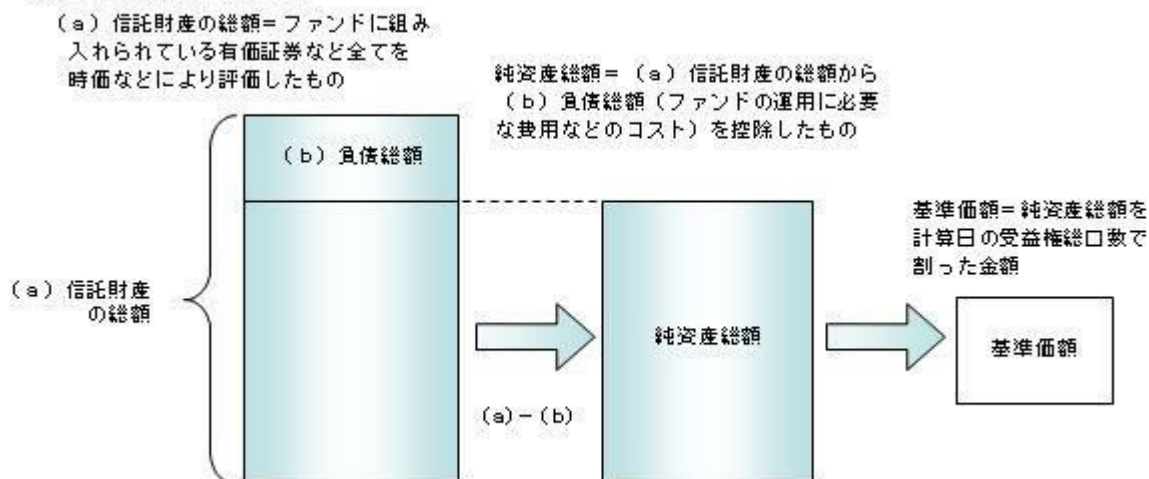 (a)信託財産の総額=ファンドに組み
入れられている有価証券など全てを
時価などにより評価したもの
純資産総額=(a)信託財産の総額から
(b)負債総額(ファンドの運用に必要
な費用などのコスト)を控除したもの
(b)負債総額
基準価額=純資産総額を
計算日の受益権総口数で
割った金額
(a)信託財産
の総額
純資産総額
基準価額
(a)-(b)